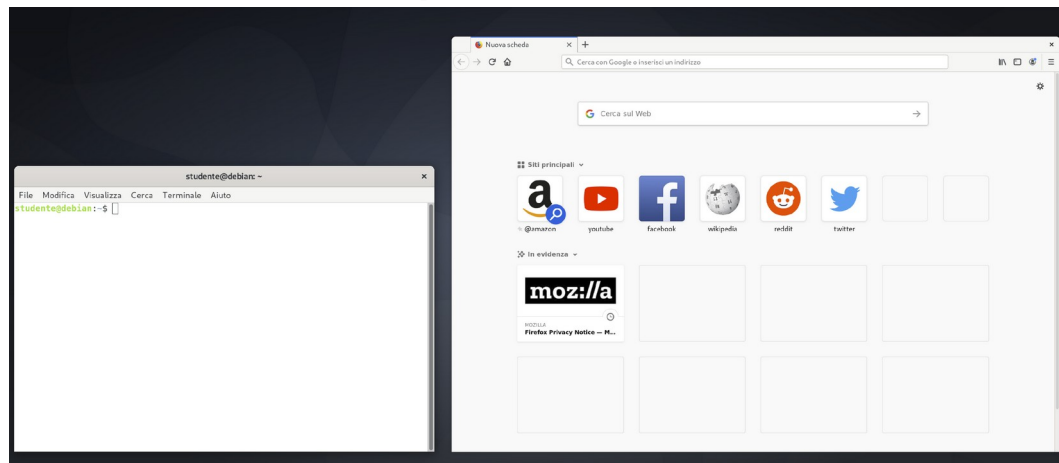 studente@debian: ~
File Modifica Visualizza Cerca Terminale Aiuto
studente@debian:~$
Nuova scheda
Cerca con Google o inserisci un indirizzo
Cerca sul Web
Siti principali
@amazon
youtube
facebook
wikipedia
reddit
twitter
In evidenza
moz://a
MOZILLA
Firefox Privacy Notice — M...